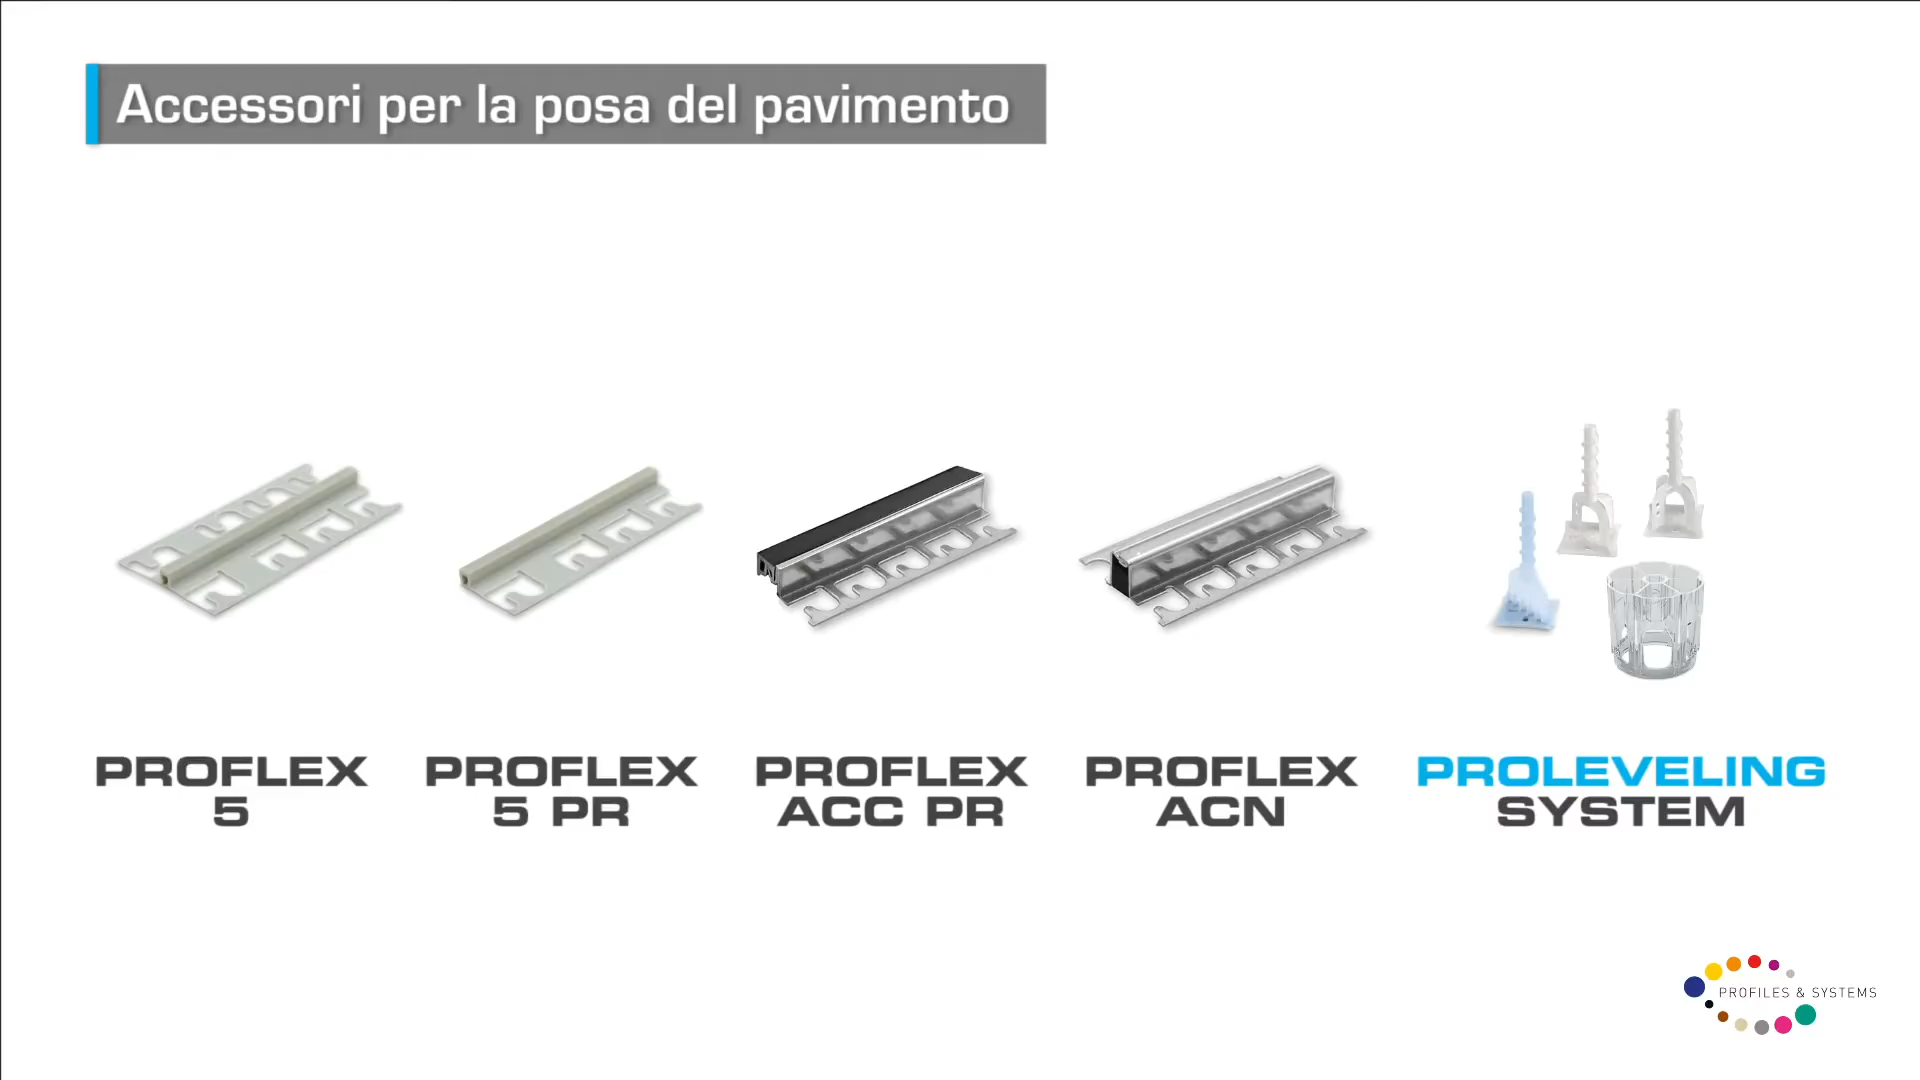 Accessori per la posa del pavimento
PROFLEX
5
PROFLEX
5 PR
PROFLEX
ACC PR
PROFLEX
ACN
PROLEVELING
SYSTEM
PROFILES & SYSTEMS